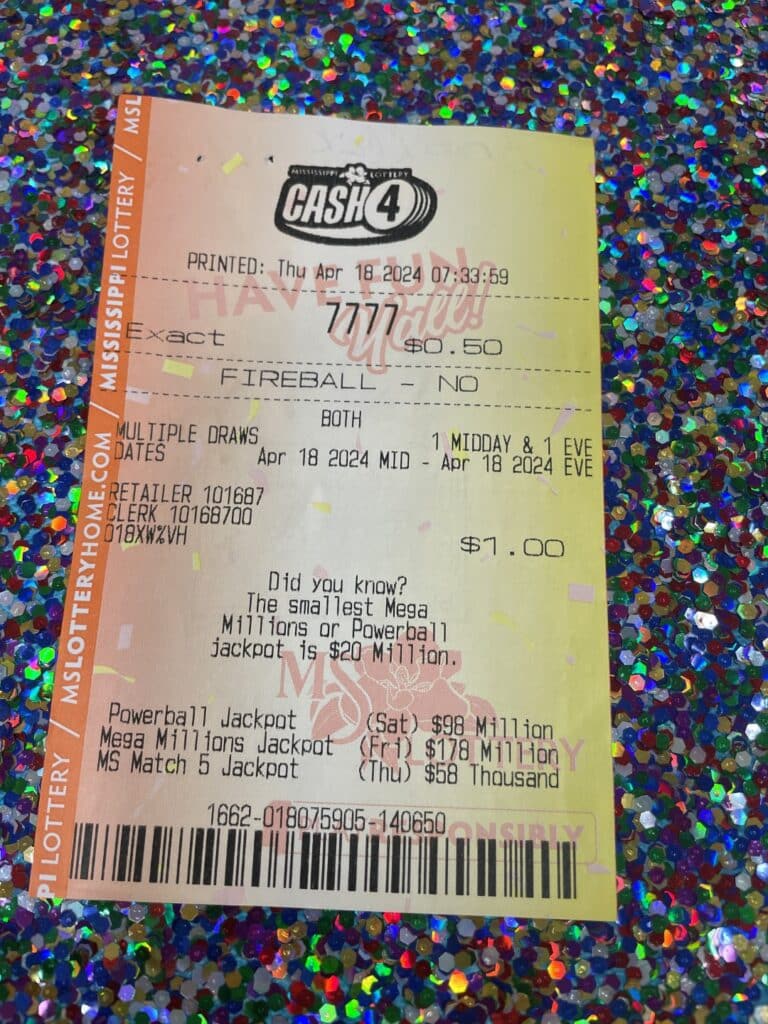 MISSISSIPPI LOTTERY
CASH 4
PRINTED: Thu Apr 18 2024 07:33:59
HAVE FUN
Y'all!
7777
Exact $0.50
FIREBALL - NO
BOTH
MULTIPLE DRAWS 1 MIDDAY & 1 EVE
DATES Apr 18 2024 MID - Apr 18 2024 EVE
RETAILER 101687
CLERK 10168700
018XW%VH
$1.00
Did you know?
The smallest Mega
Millions or Powerball
jackpot is $20 Million.
MS
LOTTERY
Powerball Jackpot (Sat) $98 Million
Mega Millions Jackpot (Fri) $178 Million
MS Match 5 Jackpot (Thu) $58 Thousand
1662-018075905-140650
ONSIBLY
PI LOTTERY / MSLOTTERYHOME.COM / MISSISSIPPI LOTTERY / MSL